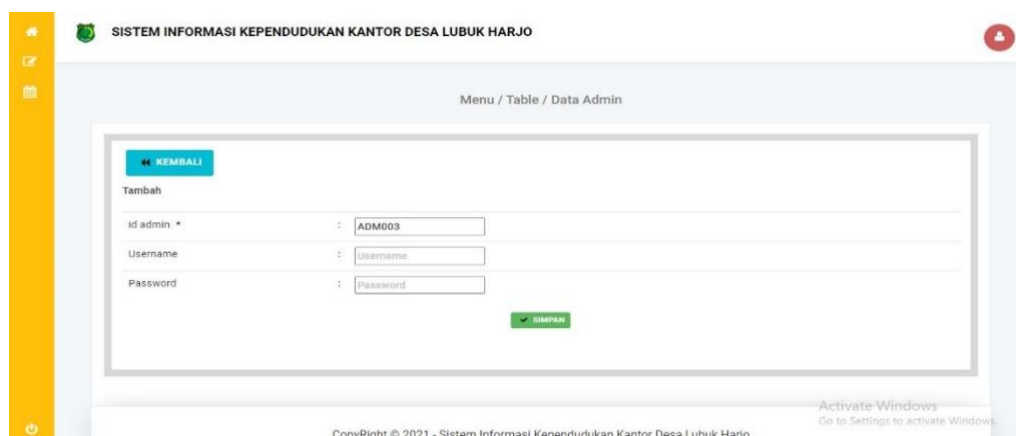 SISTEM INFORMASI KEPENDUDUKAN KANTOR DESA LUBUK HARJO
Menu / Table / Data Admin
KEMBALI
Tambah
id admin * : ADM003
Username : Username
Password : Password
SIMPAN
Activate Windows
Go to Settings to activate Windows.
CopyRight © 2021 - Sistem Informasi Kependudukan Kantor Desa Lubuk Harjo